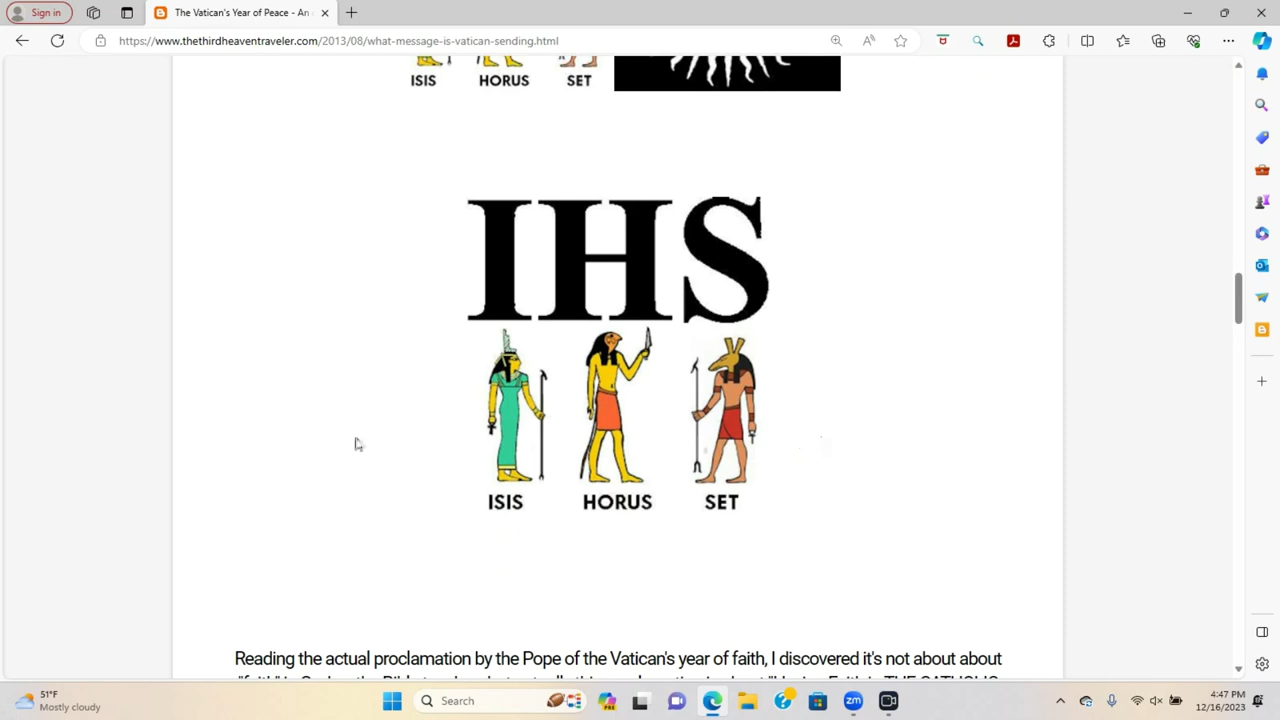 Sign in
The Vatican's Year of Peace - An
https://www.thethirdheaventraveler.com/2013/08/what-message-is-vatican-sending.html
ISIS HORUS SET
IHS
ISIS HORUS SET
Reading the actual proclamation by the Pope of the Vatican's year of faith, I discovered it's not about about
51°F
Mostly cloudy
Search
PRE
4:47 PM
12/16/2023